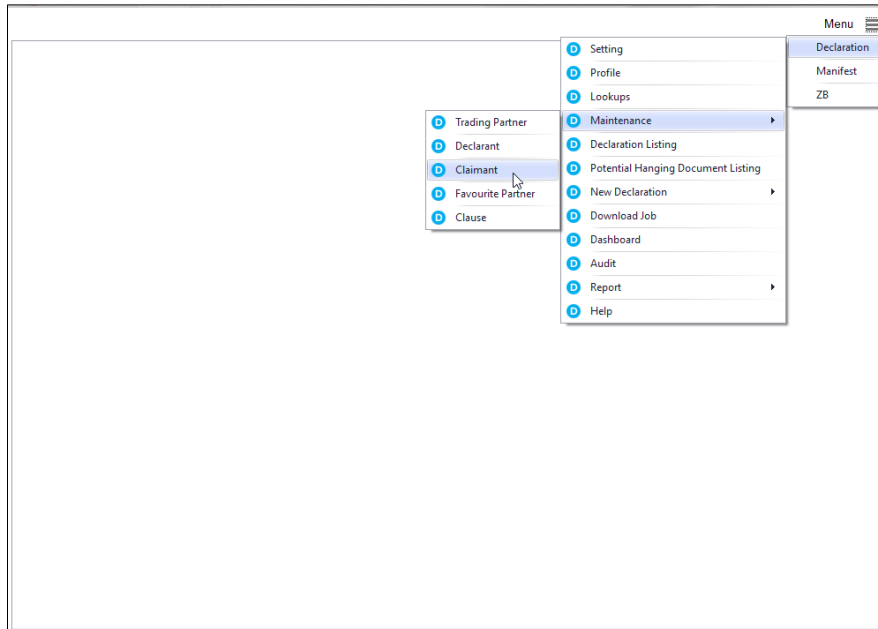 Menu
Declaration
Manifest
ZB
D Setting
D Profile
D Lookups
D Maintenance
D Declaration Listing
D Potential Hanging Document Listing
D New Declaration
D Download Job
D Dashboard
D Audit
D Report
D Help
D Trading Partner
D Declarant
D Claimant
D Favourite Partner
D Clause